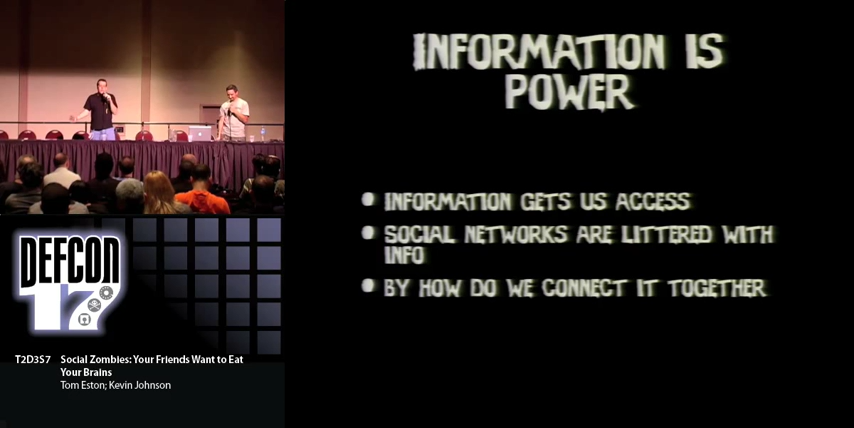 INFORMATION IS
POWER
INFORMATION GETS US ACCESS
SOCIAL NETWORKS ARE LITTERED WITH
INFO
BY HOW DO WE CONNECT IT TOGETHER
DEFCON
17
T2D3S7 Social Zombies: Your Friends Want to Eat
Your Brains
Tom Eston; Kevin Johnson